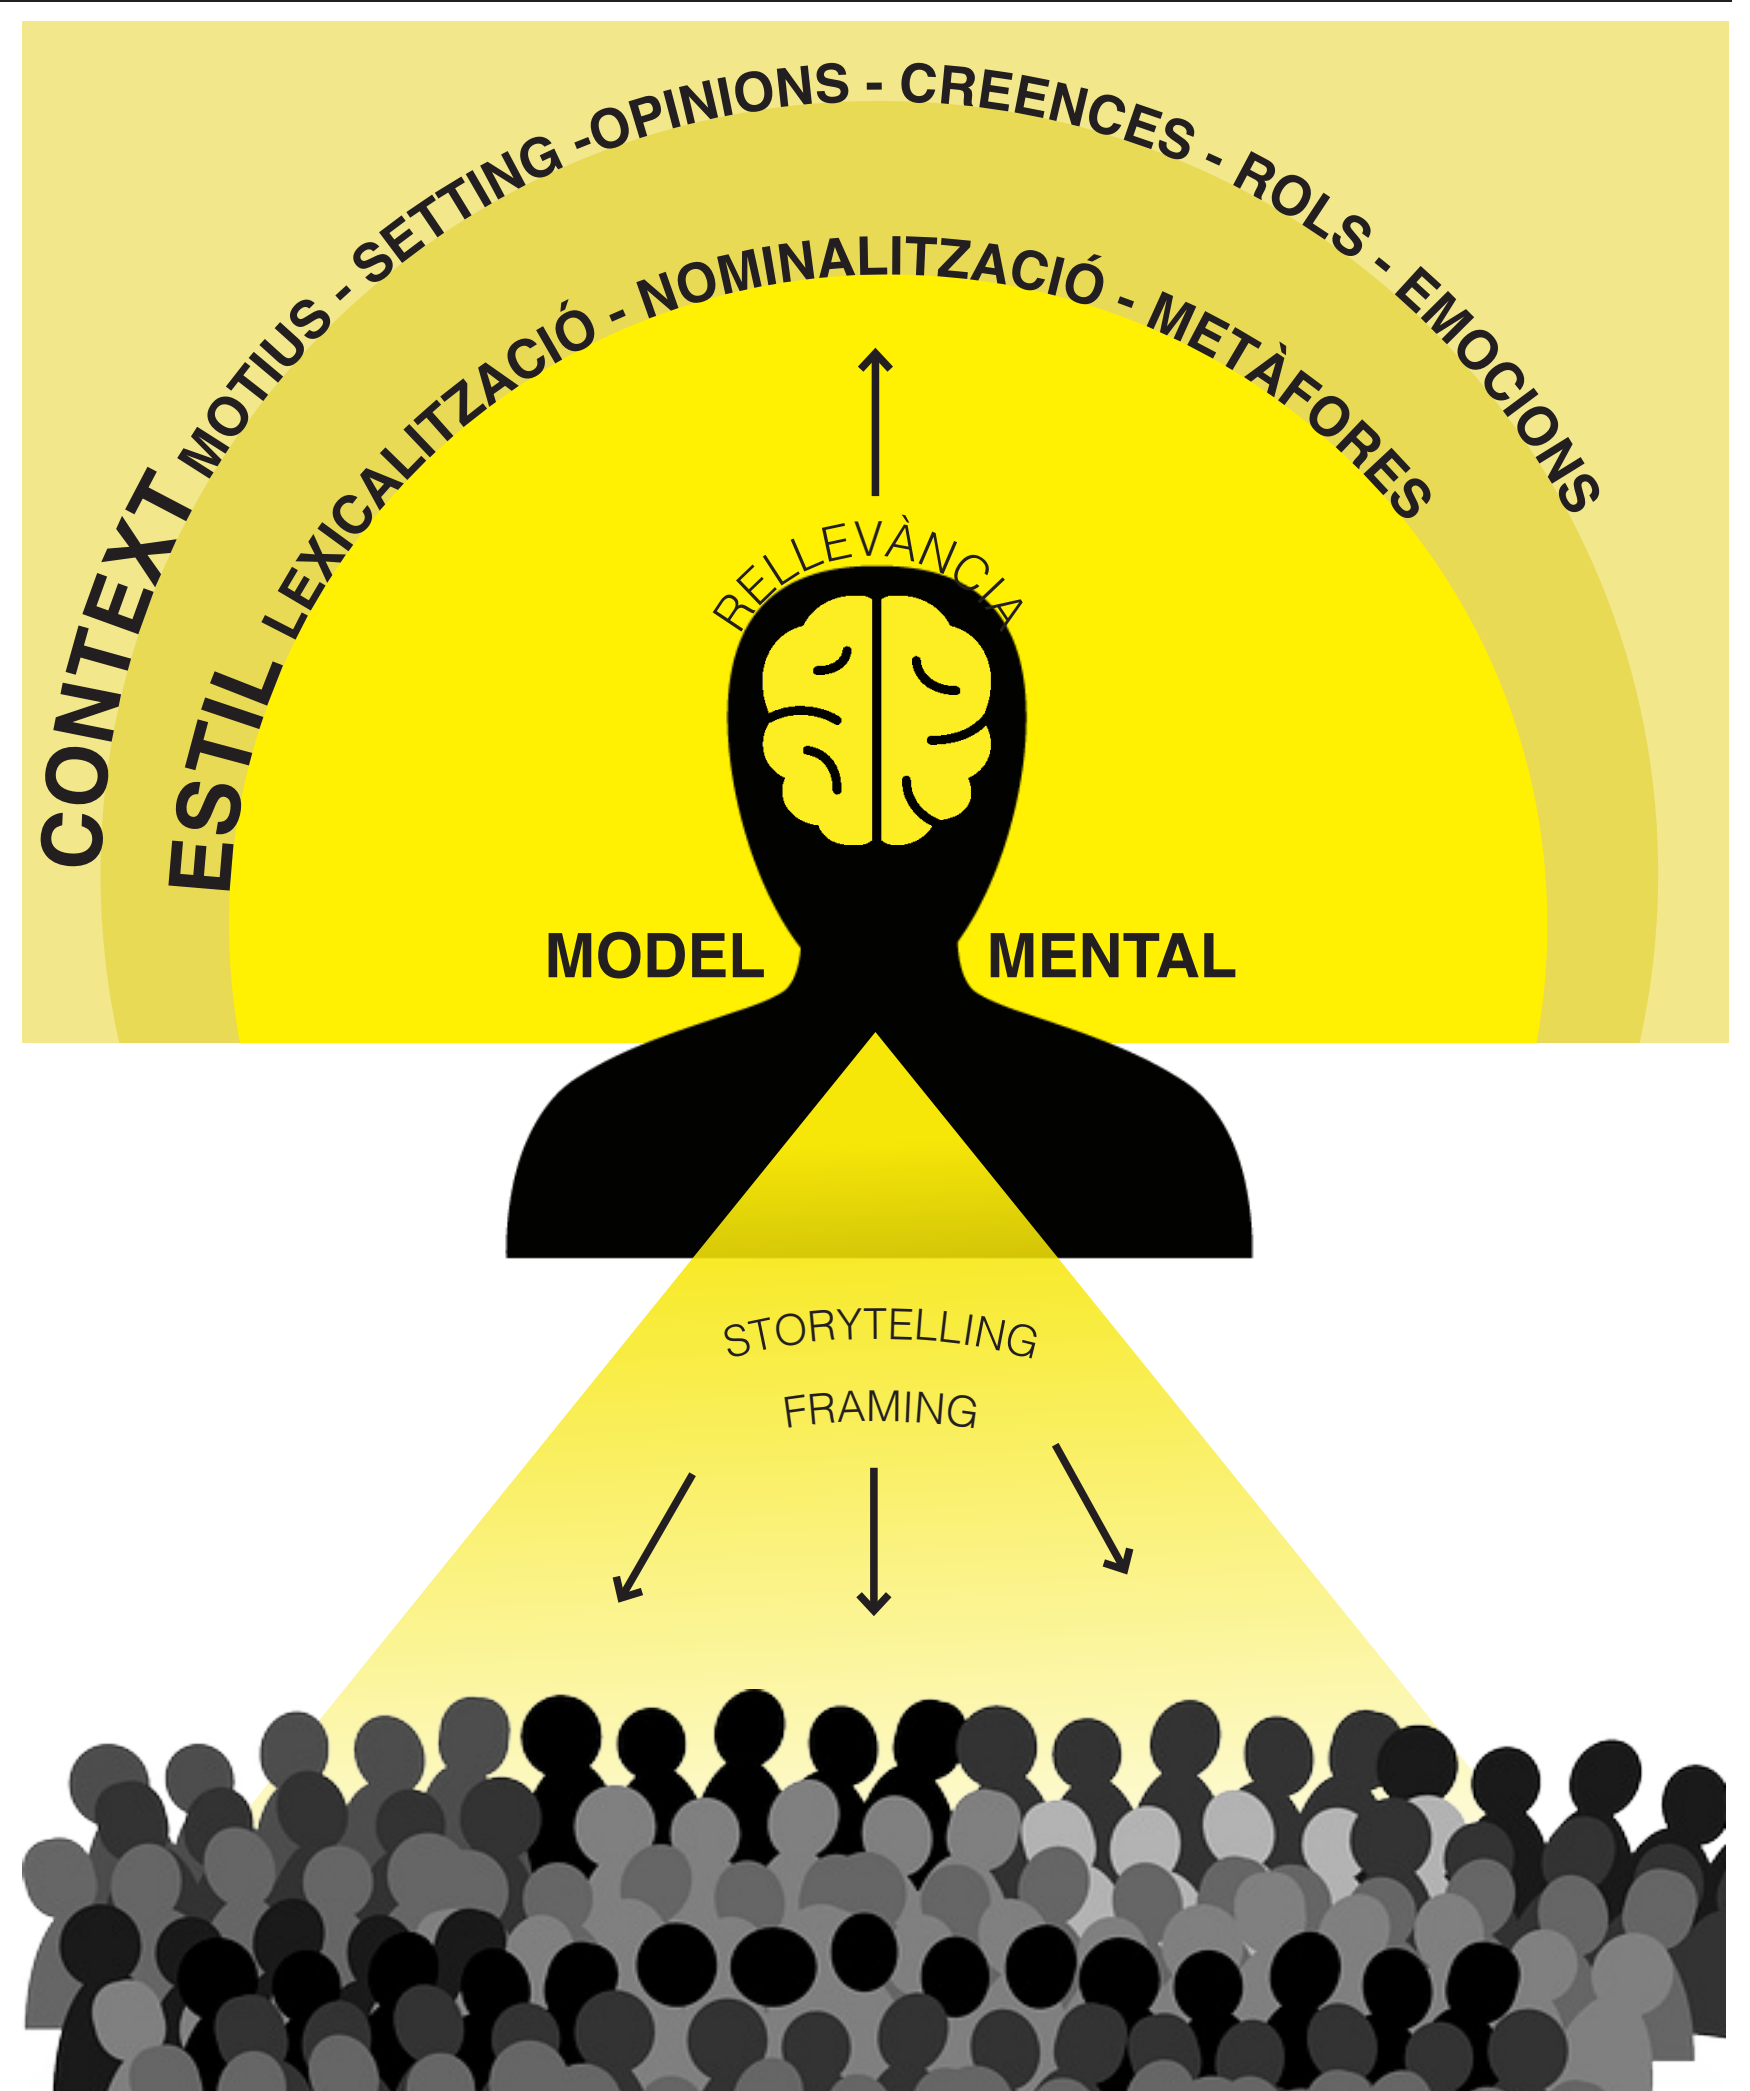 CONTEXT MOTIUS - SETTING -OPINIONS - CREENCES - ROLS - EMOCIONS
ESTIL LEXICALITZACIÓ - NOMINALITZACIÓ - METÀFORES
RELLEVÀNCIA
MODEL MENTAL
STORYTELLING
FRAMING